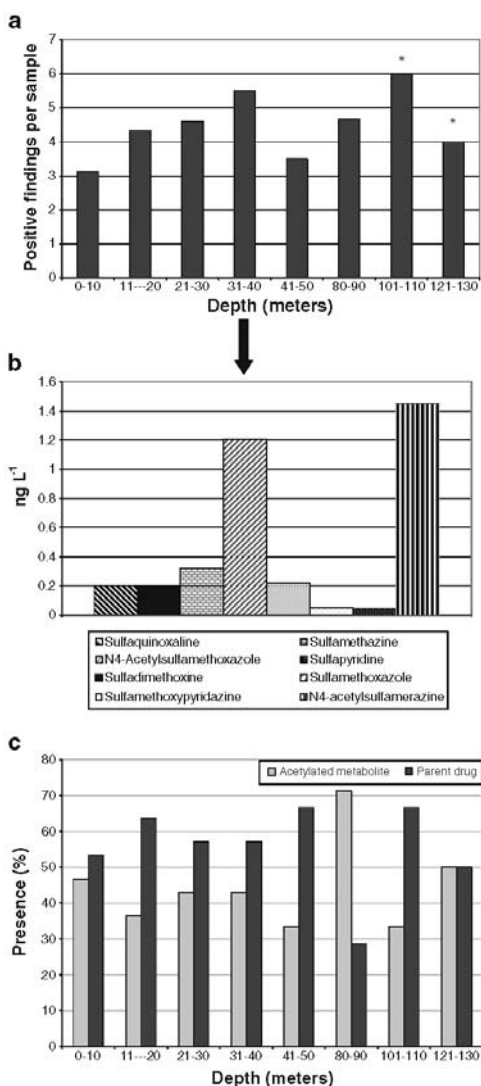 a
Positive findings per sample
7
6
5
4
3
2
1
0
* *
0-10 11---20 21-30 31-40 41-50 80-90 101-110 121-130
Depth (meters)
b
ng L-1
1.6
1.4
1.2
1
0.8
0.6
0.4
0.2
0
Sulfaquinoxaline Sulfamethazine
N4-Acetylsulfamethoxazole Sulfapyridine
Sulfadimethoxine Sulfamethoxazole
Sulfamethoxypyridazine N4-acetylsulfamerazine
c
Acetylated metabolite Parent drug
Presence (%)
80
70
60
50
40
30
20
10
0
0-10 11---20 21-30 31-40 41-50 80-90 101-110 121-130
Depth (meters)